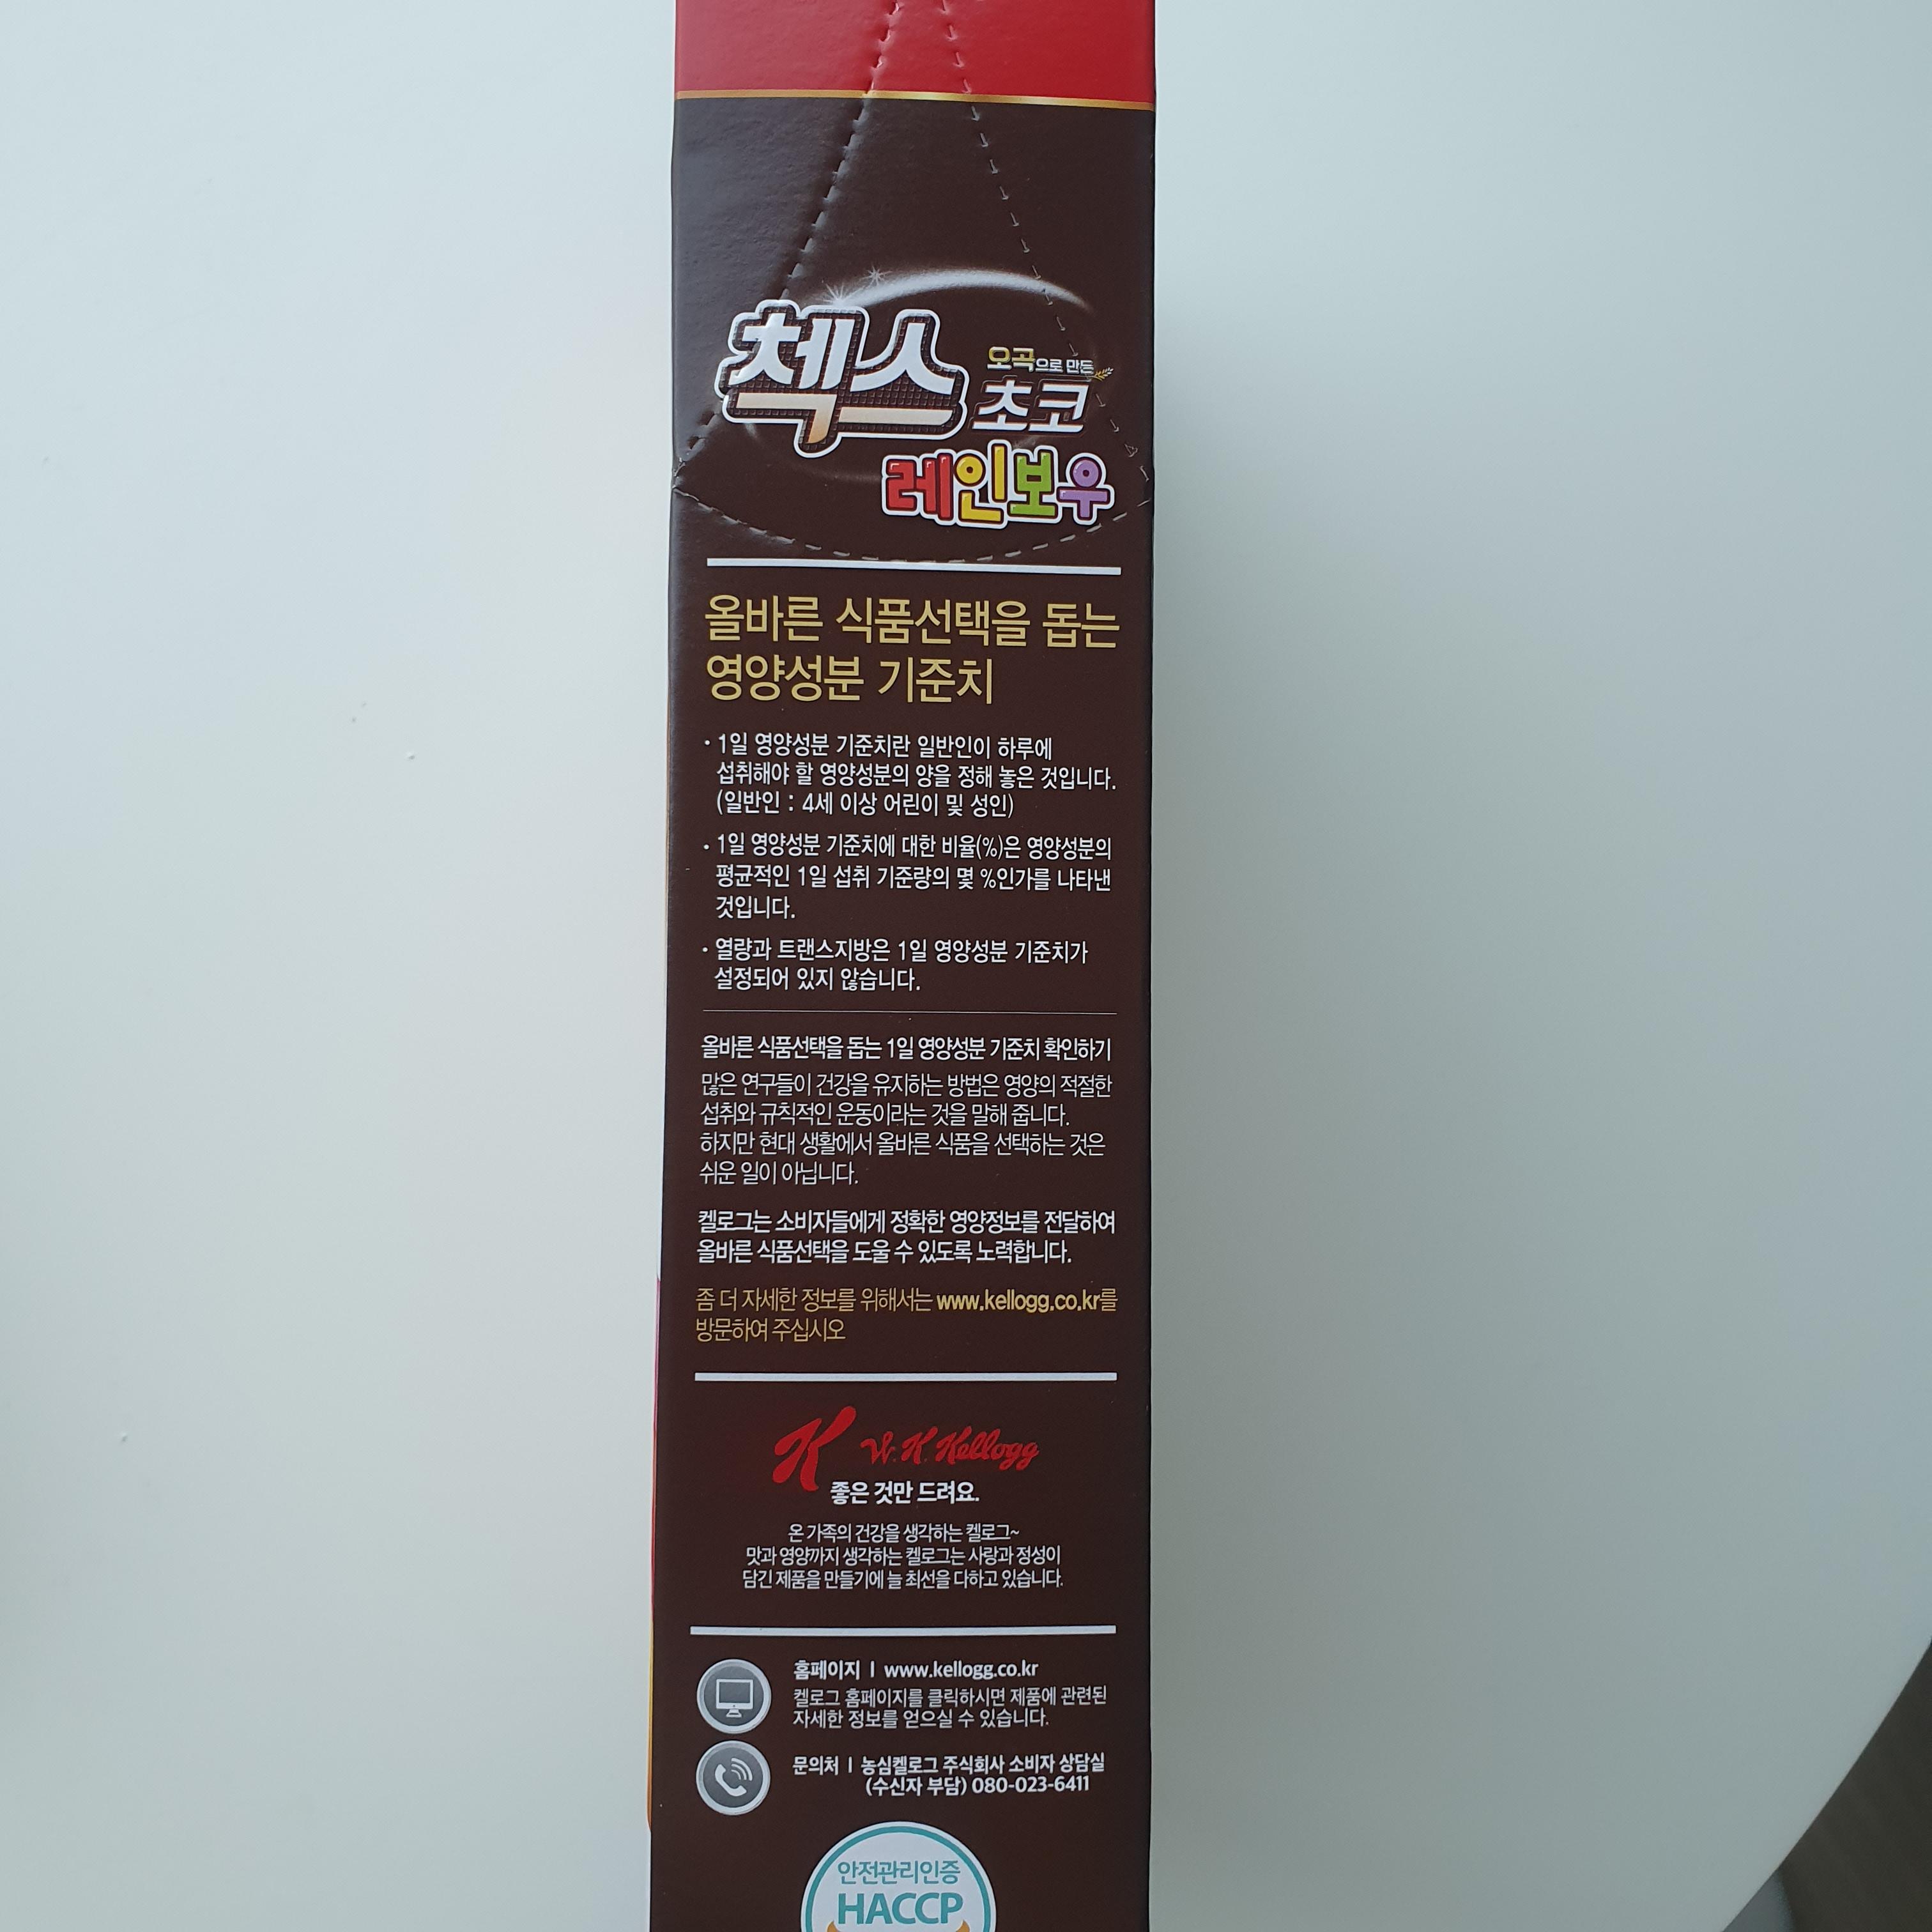 첵스
오곡으로 만든
초코
레인보우
올바른 식품선택을 돕는
영양성분 기준치
· 1일 영양성분 기준치란 일반인이 하루에
섭취해야 할 영양성분의 양을 정해 놓은 것입니다.
(일반인 : 4세 이상 어린이 및 성인)
· 1일 영양성분 기준치에 대한 비율(%)은 영양성분의
평균적인 1일 섭취 기준량의 몇 %인가를 나타낸
것입니다.
· 열량과 트랜스지방은 1일 영양성분 기준치가
설정되어 있지 않습니다.
올바른 식품선택을 돕는 1일 영양성분 기준치 확인하기
많은 연구들이 건강을 유지하는 방법은 영양의 적절한
섭취와 규칙적인 운동이라는 것을 말해 줍니다.
하지만 현대 생활에서 올바른 식품을 선택하는 것은
쉬운 일이 아닙니다.
켈로그는 소비자들에게 정확한 영양정보를 전달하여
올바른 식품선택을 도울 수 있도록 노력합니다.
좀 더 자세한 정보를 위해서는 www.kellogg.co.kr를
방문하여 주십시오
K W. K. Kellogg
좋은 것만 드려요.
온 가족의 건강을 생각하는 켈로그~
맛과 영양까지 생각하는 켈로그는 사랑과 정성이
담긴 제품을 만들기에 늘 최선을 다하고 있습니다.
홈페이지 | www.kellogg.co.kr
켈로그 홈페이지를 클릭하시면 제품에 관련된
자세한 정보를 얻으실 수 있습니다.
문의처 | 농심켈로그 주식회사 소비자 상담실
(수신자 부담) 080-023-6411
안전관리인증
HACCP